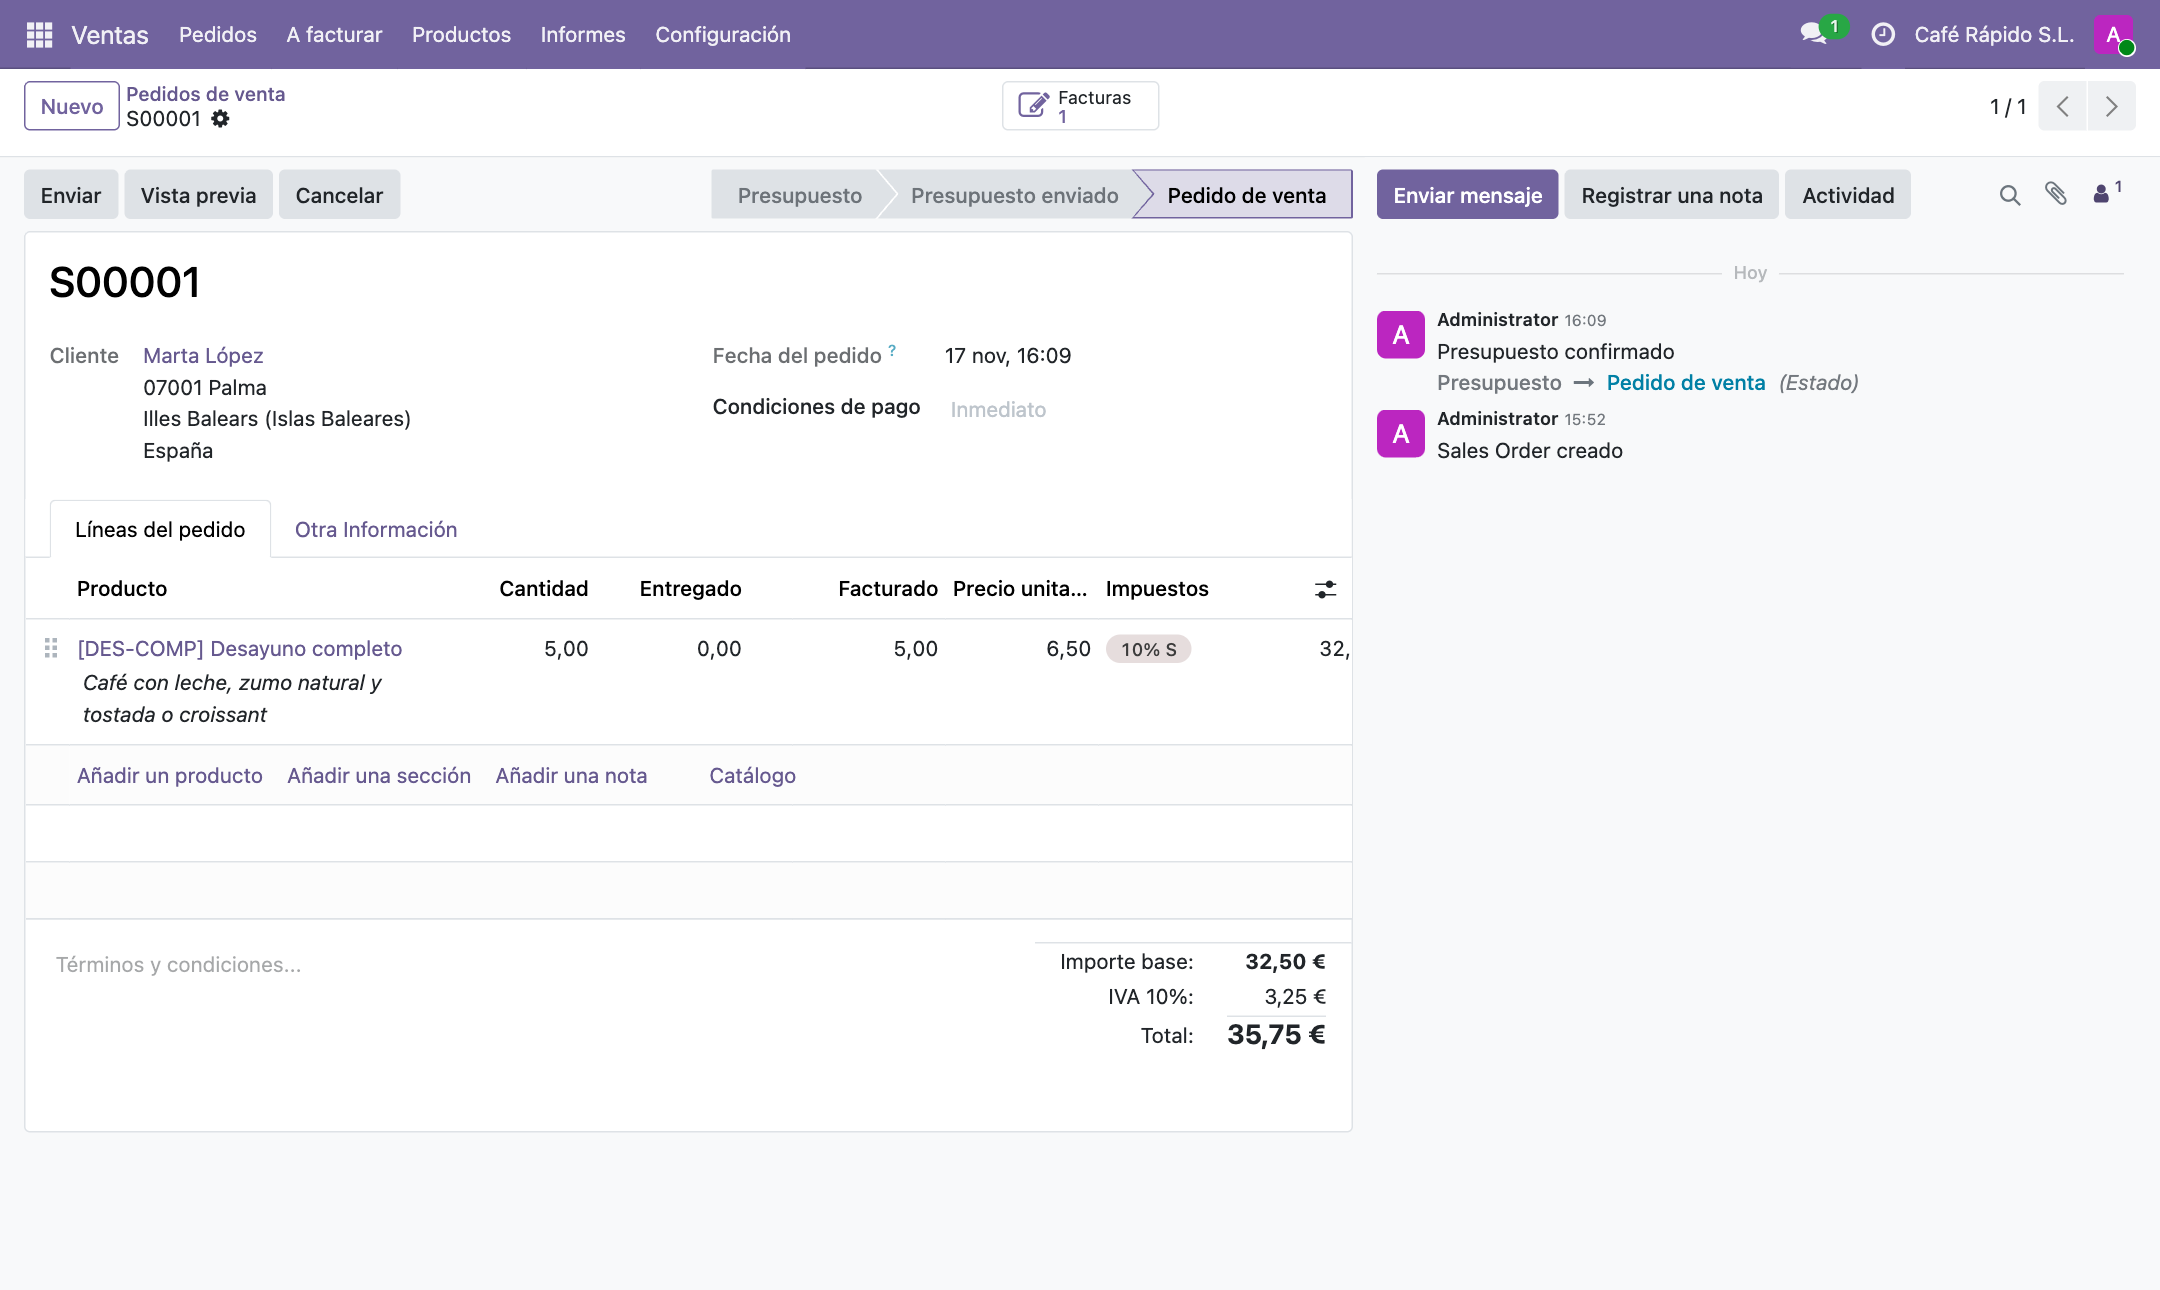 Ventas Pedidos A facturar Productos Informes Configuración 1 Café Rápido S.L. A
Nuevo
Pedidos de venta
S00001
Facturas
1
1 / 1
Enviar Vista previa Cancelar
Presupuesto Presupuesto enviado Pedido de venta
Enviar mensaje Registrar una nota Actividad 1
S00001
Cliente Marta López
07001 Palma
Illes Balears (Islas Baleares)
España
Fecha del pedido ? 17 nov, 16:09
Condiciones de pago Inmediato
Líneas del pedido Otra Información
Producto Cantidad Entregado Facturado Precio unita... Impuestos
[DES-COMP] Desayuno completo 5,00 0,00 5,00 6,50 10% S 32,
Café con leche, zumo natural y
tostada o croissant
Añadir un producto Añadir una sección Añadir una nota Catálogo
Términos y condiciones...
Importe base: 32,50 €
IVA 10%: 3,25 €
Total: 35,75 €
Hoy
A
Administrator 16:09
Presupuesto confirmado
Presupuesto → Pedido de venta (Estado)
A
Administrator 15:52
Sales Order creado